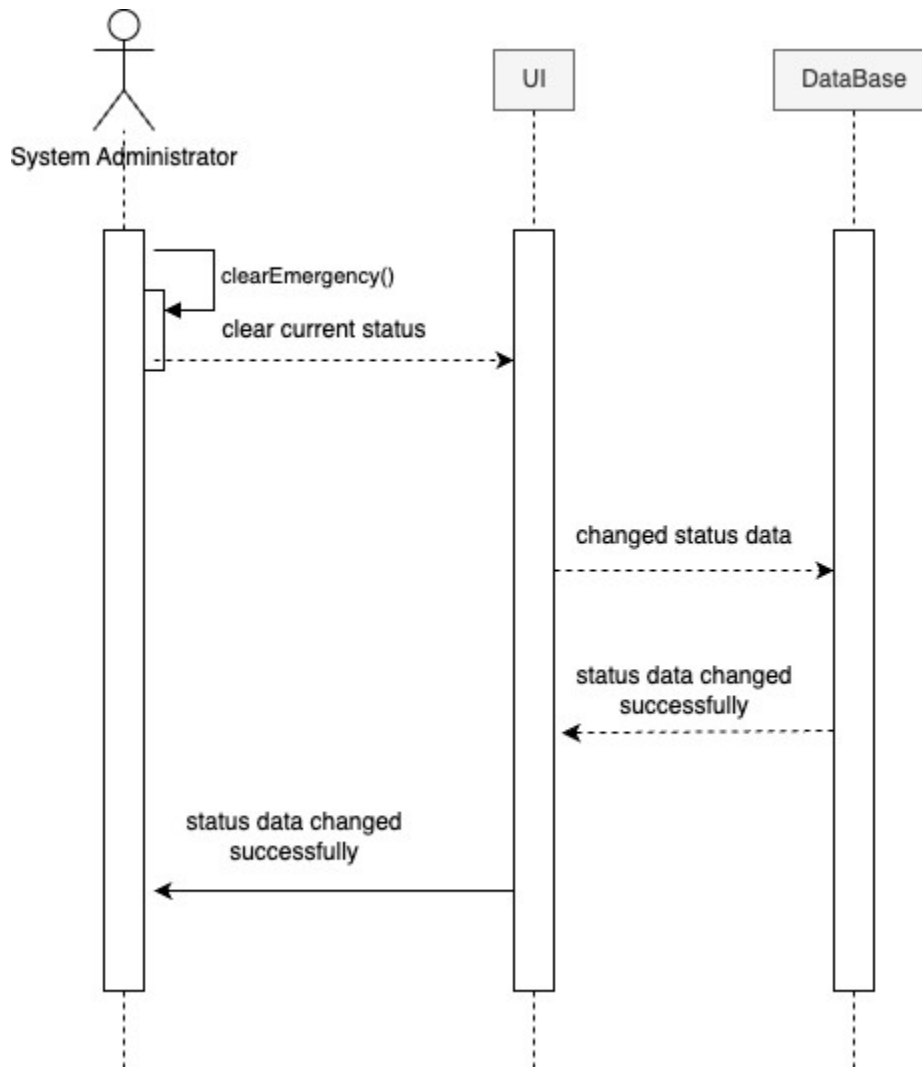 UI
DataBase
System Administrator
clearEmergency()
clear current status
changed status data
status data changed
successfully
status data changed
successfully